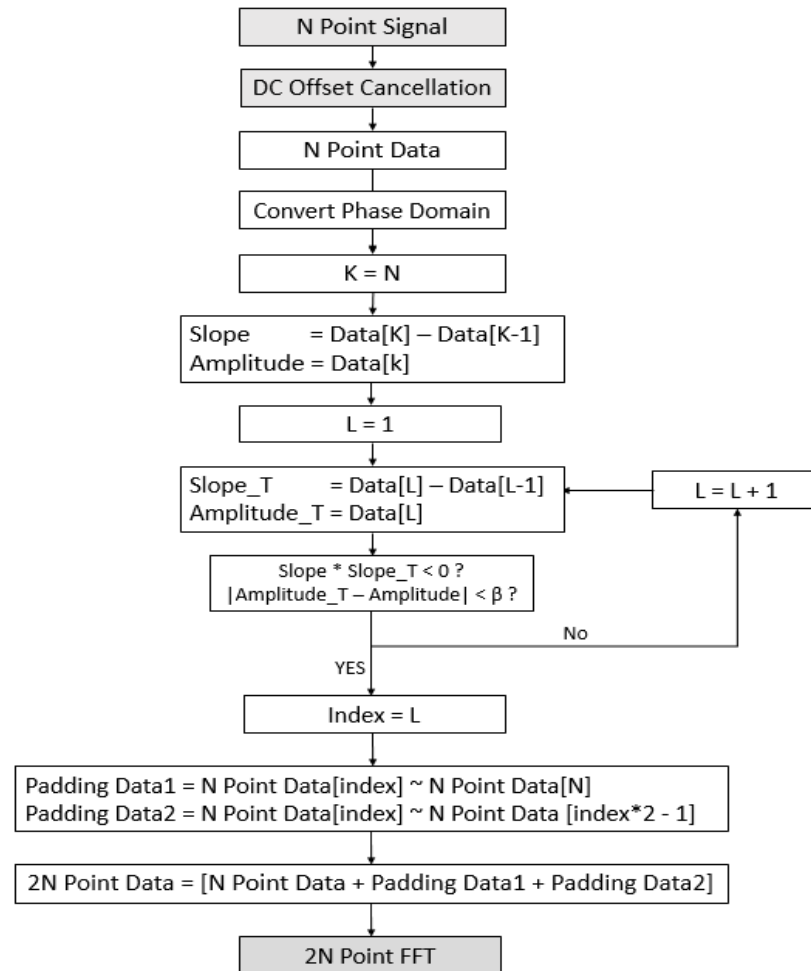 N Point Signal
DC Offset Cancellation
N Point Data
Convert Phase Domain
K = N
Slope = Data[K] – Data[K-1]
Amplitude = Data[k]
L = 1
Slope_T = Data[L] – Data[L-1]
Amplitude_T = Data[L]
L = L + 1
Slope * Slope_T < 0 ?
|Amplitude_T – Amplitude| < β ?
No
YES
Index = L
Padding Data1 = N Point Data[index] ~ N Point Data[N]
Padding Data2 = N Point Data[index] ~ N Point Data [index*2 - 1]
2N Point Data = [N Point Data + Padding Data1 + Padding Data2]
2N Point FFT